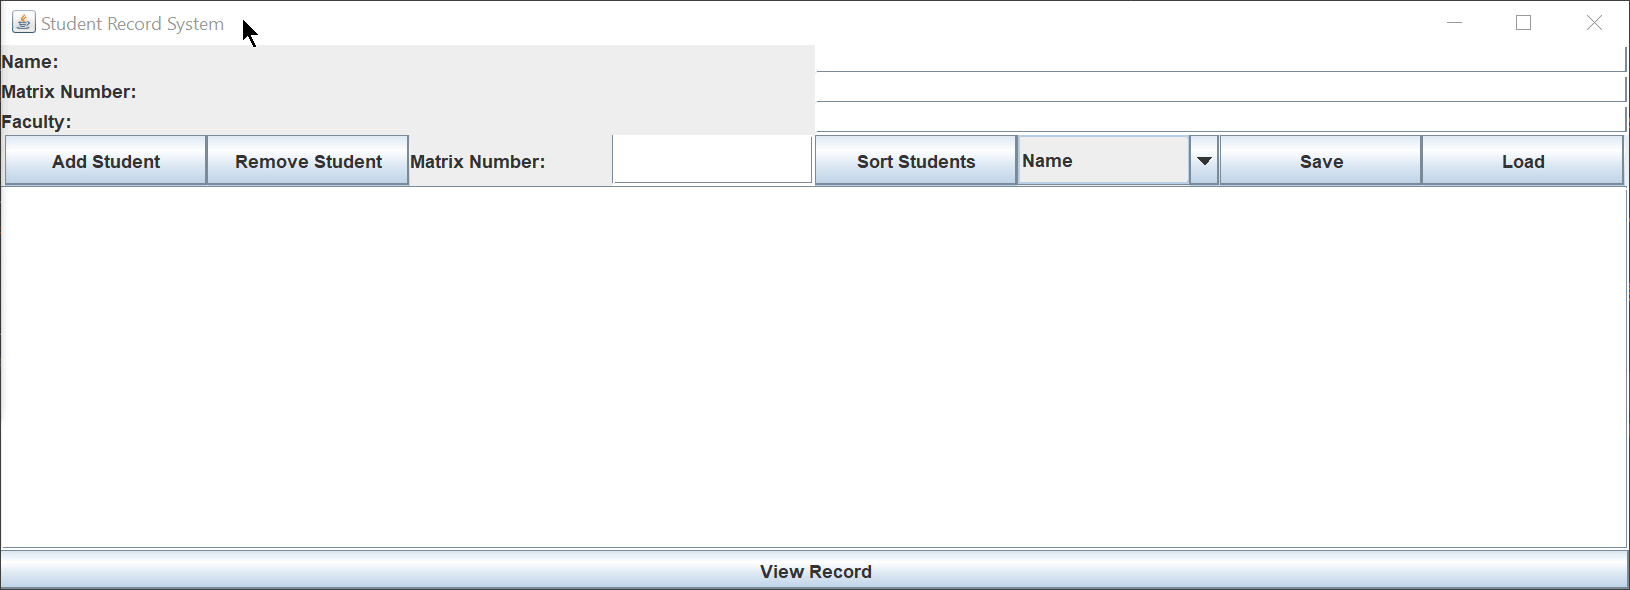 Student Record System
Name:
Matrix Number:
Faculty:
Add Student Remove Student Matrix Number: Sort Students Name Save Load
View Record